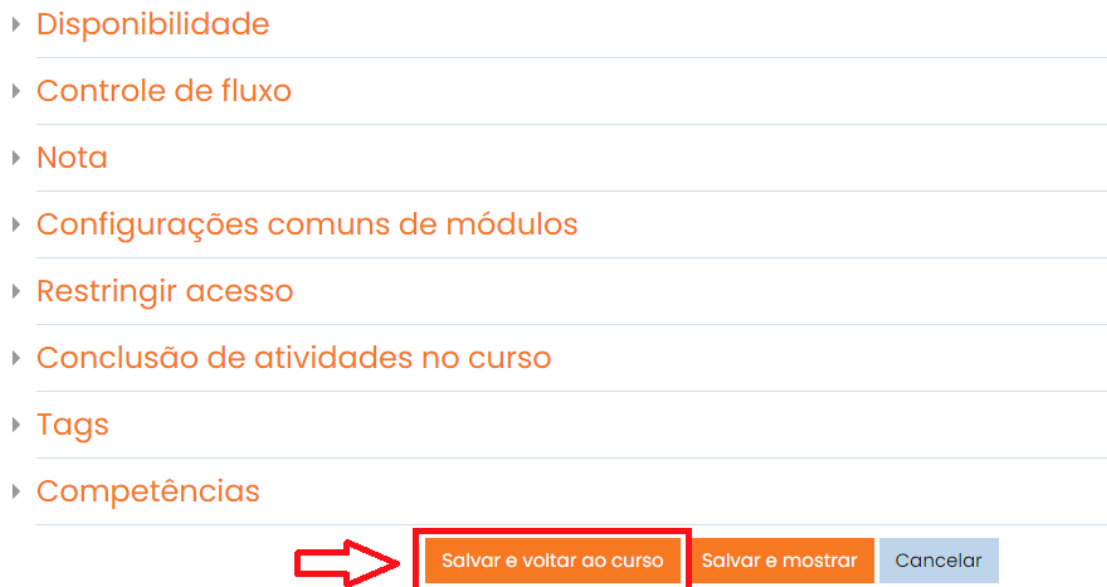 Disponibilidade
Controle de fluxo
Nota
Configurações comuns de módulos
Restringir acesso
Conclusão de atividades no curso
Tags
Competências
Salvar e voltar ao curso Salvar e mostrar Cancelar